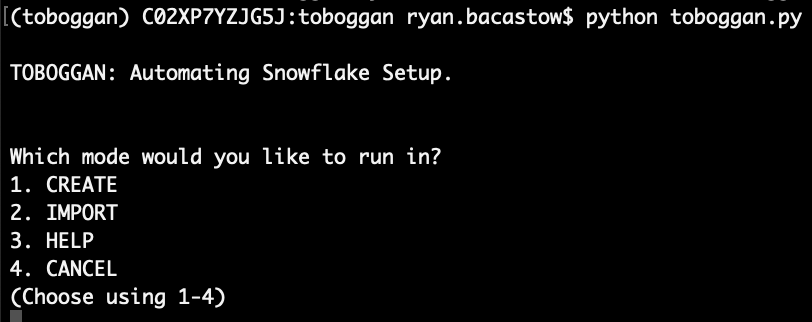 [(toboggan) C02XP7YZJG5J:toboggan ryan.bacastow$ python toboggan.py
TOBOGGAN: Automating Snowflake Setup.
Which mode would you like to run in?
1. CREATE
2. IMPORT
3. HELP
4. CANCEL
(Choose using 1-4)